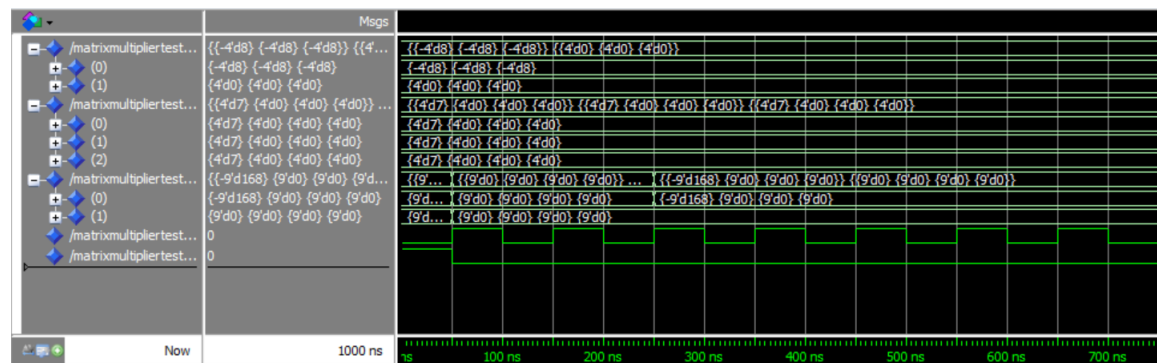 Msgs
/matrixmultipliertest... {{-4'd8} {-4'd8} {-4'd8}} {{4'... {{-4'd8} {-4'd8} {-4'd8}} {{4'd0} {4'd0} {4'd0}}
(0) {-4'd8} {-4'd8} {-4'd8} {-4'd8} {-4'd8} {-4'd8}
(1) {4'd0} {4'd0} {4'd0} {4'd0} {4'd0} {4'd0}
/matrixmultipliertest... {{4'd7} {4'd0} {4'd0} {4'd0}} ... {{4'd7} {4'd0} {4'd0} {4'd0}} {{4'd7} {4'd0} {4'd0} {4'd0}} {{4'd7} {4'd0} {4'd0} {4'd0}}
(0) {4'd7} {4'd0} {4'd0} {4'd0} {4'd7} {4'd0} {4'd0} {4'd0}
(1) {4'd7} {4'd0} {4'd0} {4'd0} {4'd7} {4'd0} {4'd0} {4'd0}
(2) {4'd7} {4'd0} {4'd0} {4'd0} {4'd7} {4'd0} {4'd0} {4'd0}
/matrixmultipliertest... {{-9'd168} {9'd0} {9'd0} {9'd... {{9'... {{9'd0} {9'd0} {9'd0} {9'd0}} ... {{-9'd168} {9'd0} {9'd0} {9'd0}} {{9'd0} {9'd0} {9'd0} {9'd0}}
(0) {-9'd168} {9'd0} {9'd0} {9'd0} {9'd... {9'd0} {9'd0} {9'd0} {9'd0} {-9'd168} {9'd0} {9'd0} {9'd0}
(1) {9'd0} {9'd0} {9'd0} {9'd0} {9'd... {9'd0} {9'd0} {9'd0} {9'd0}
/matrixmultipliertest... 0
/matrixmultipliertest... 0
Now 1000 ns ns 100 ns 200 ns 300 ns 400 ns 500 ns 600 ns 700 ns